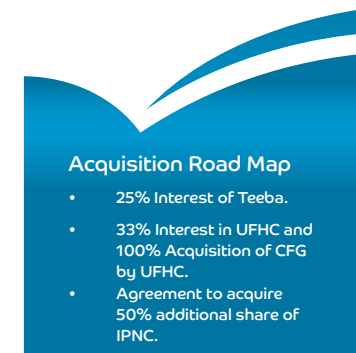 Acquisition Road Map
• 25% Interest of Teeba.
• 33% Interest in UFHC and
100% Acquisition of CFG
by UFHC.
• Agreement to acquire
50% additional share of
IPNC.